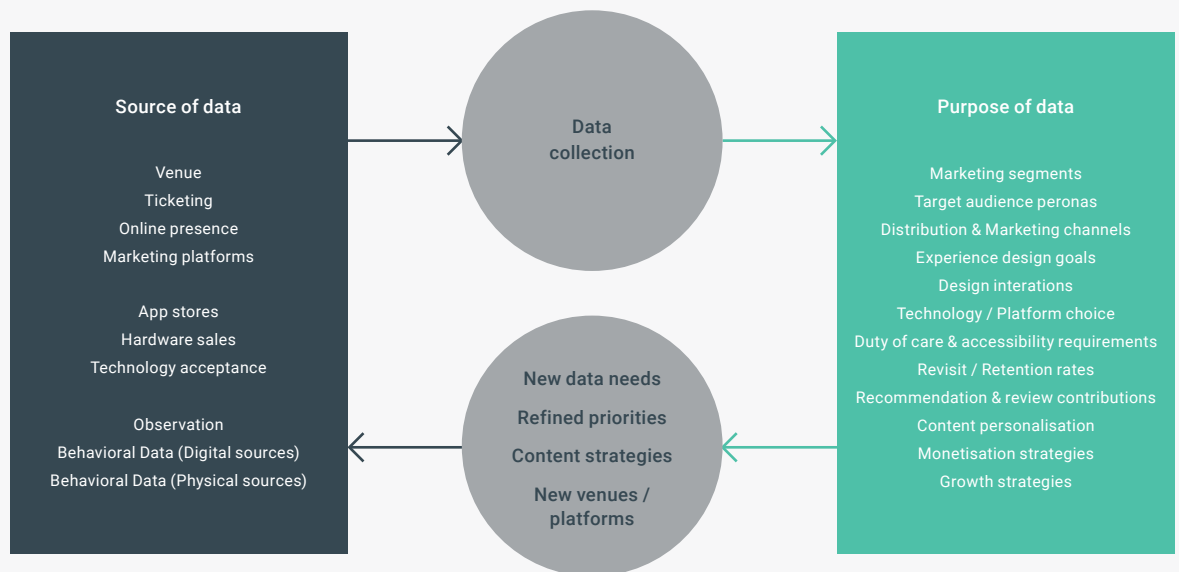 Source of data
Venue
Ticketing
Online presence
Marketing platforms
App stores
Hardware sales
Technology acceptance
Observation
Behavioral Data (Digital sources)
Behavioral Data (Physical sources)
Data
collection
New data needs
Refined priorities
Content strategies
New venues /
platforms
Purpose of data
Marketing segments
Target audience peronas
Distribution & Marketing channels
Experience design goals
Design interations
Technology / Platform choice
Duty of care & accessibility requirements
Revisit / Retention rates
Recommendation & review contributions
Content personalisation
Monetisation strategies
Growth strategies